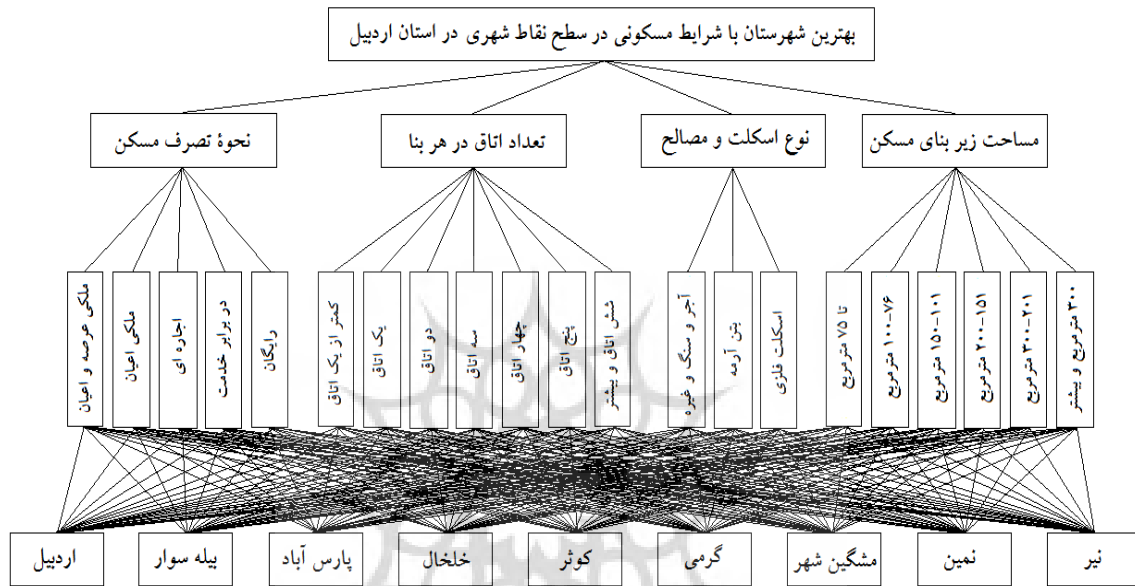 بهترین شهرستان با شرایط مسکونی در سطح نقاط شهری در استان اردبیل
مساحت زیر بنای مسکن
نوع اسکلت و مصالح
تعداد اتاق در هر بنا
نحوهٔ تصرف مسکن
۳۰۰ مترمربع و بیشتر
۲۰۱-۳۰۰ مترمربع
۱۵۱-۲۰۰ مترمربع
۱۰۱-۱۵۰ مترمربع
۷۶-۱۰۰ مترمربع
تا ۷۵ مترمربع
اسکلت فلزی
بتن آرمه
آجر و سنگ و غیره
شش اتاق و بیشتر
پنج اتاق
چهار اتاق
سه اتاق
دو اتاق
یک اتاق
کمتر از یک اتاق
رایگان
در برابر خدمت
اجاره ای
ملکی اعیان
ملکی عرصه و اعیان
نیر
نمین
مشگین شهر
گرمی
کوثر
خلخال
پارس آباد
بیله سوار
اردبیل